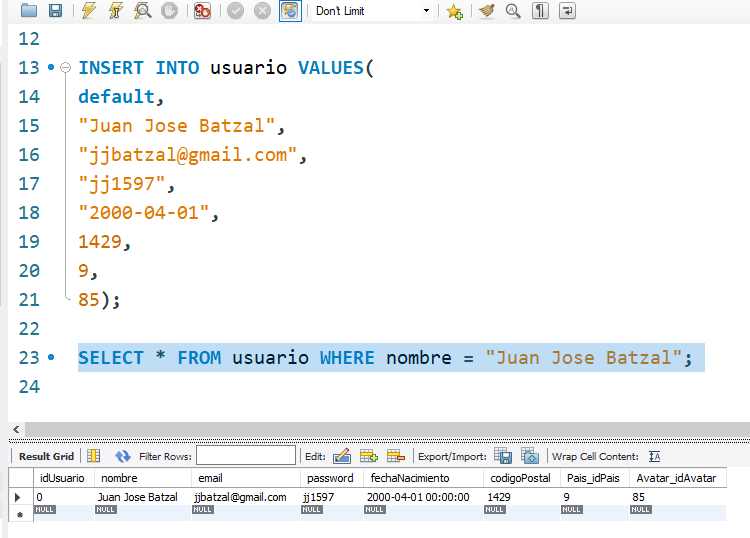 Don't Limit
12
13 INSERT INTO usuario VALUES(
14 default,
15 "Juan Jose Batzal",
16 "jjbatzal@gmail.com",
17 "jj1597",
18 "2000-04-01",
19 1429,
20 9,
21 85);
22
23 SELECT * FROM usuario WHERE nombre = "Juan Jose Batzal";
24
Result Grid Filter Rows: Edit: Export/Import: Wrap Cell Content: IA
idUsuario nombre email password fechaNacimiento codigoPostal Pais_idPais Avatar_idAvatar
0 Juan Jose Batzal jjbatzal@gmail.com jj1597 2000-04-01 00:00:00 1429 9 85
NULL NULL NULL NULL NULL NULL NULL NULL